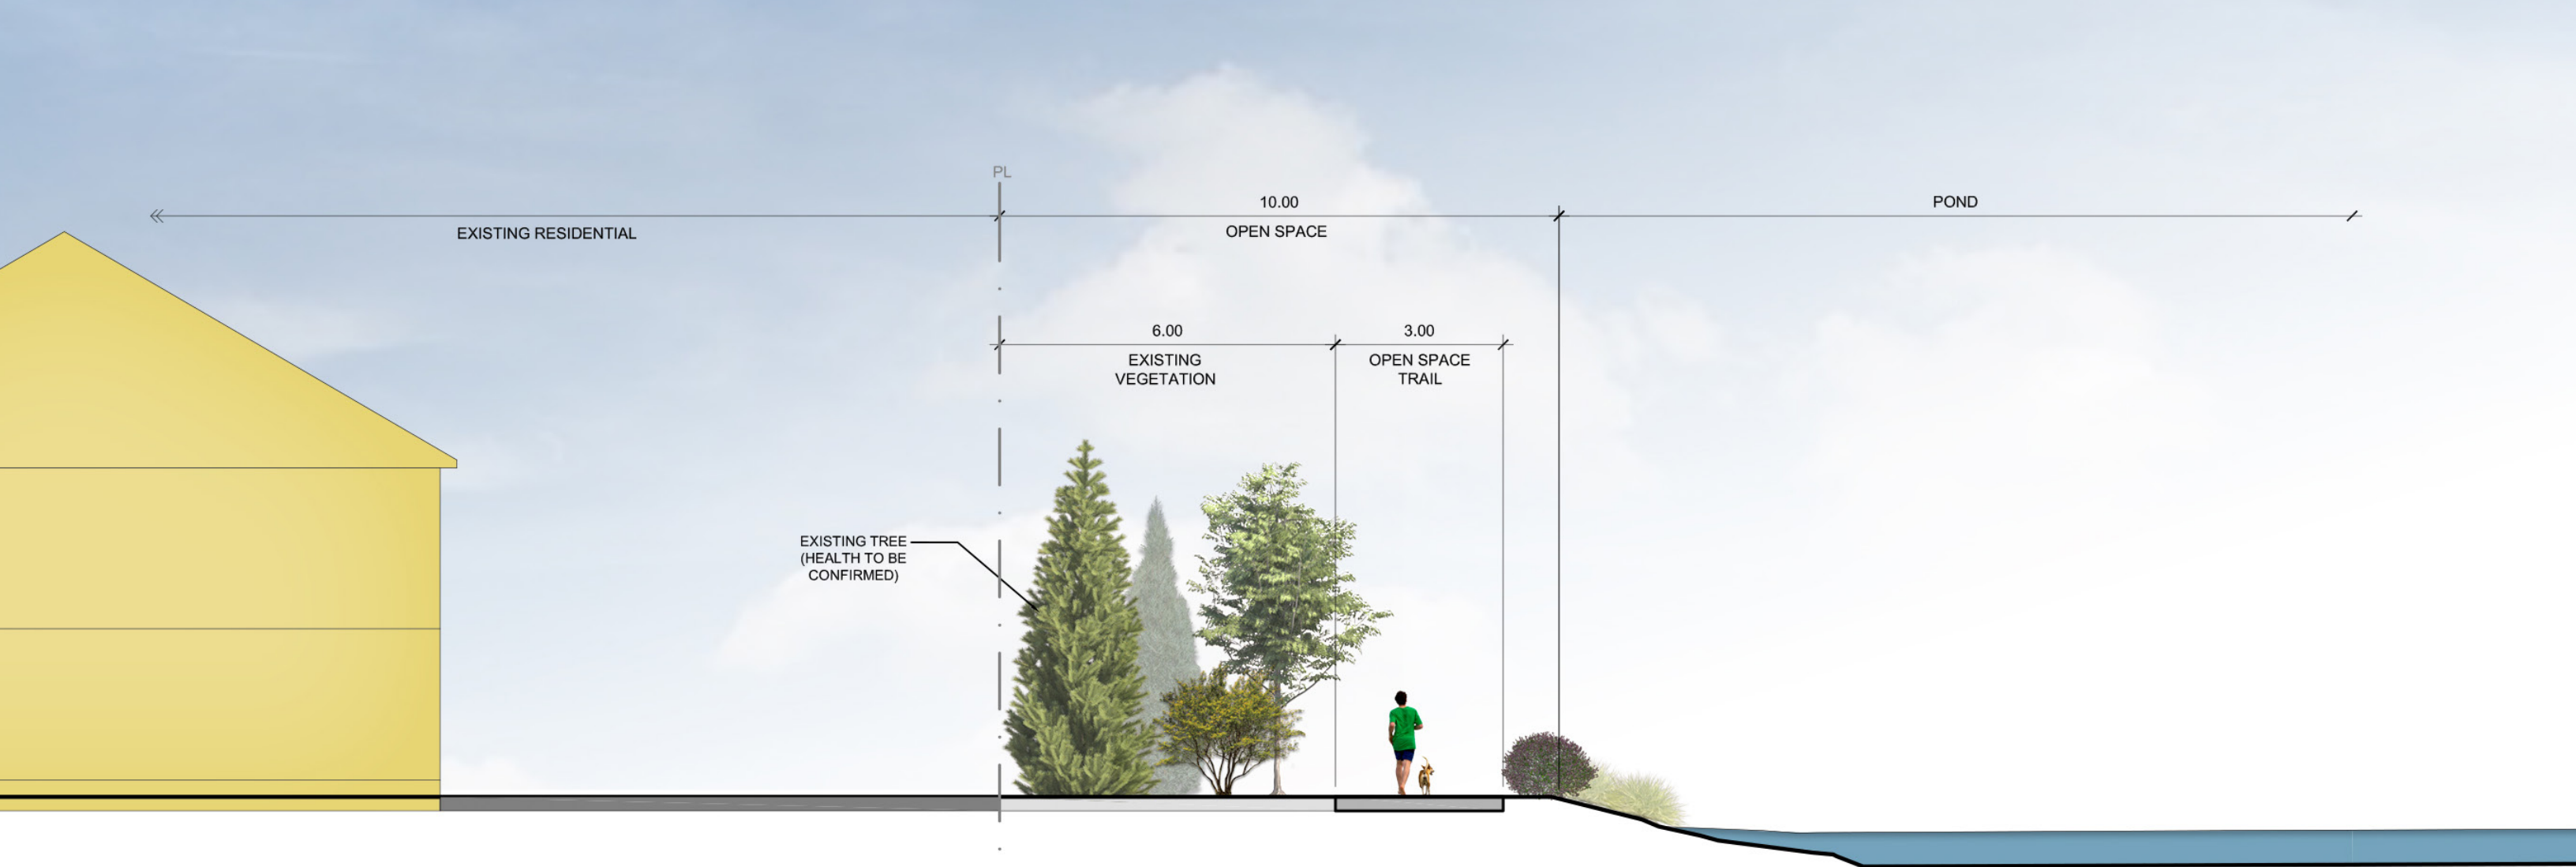 PL
10.00
POND
EXISTING RESIDENTIAL
OPEN SPACE
6.00
3.00
EXISTING
VEGETATION
OPEN SPACE
TRAIL
EXISTING TREE
(HEALTH TO BE
CONFIRMED)